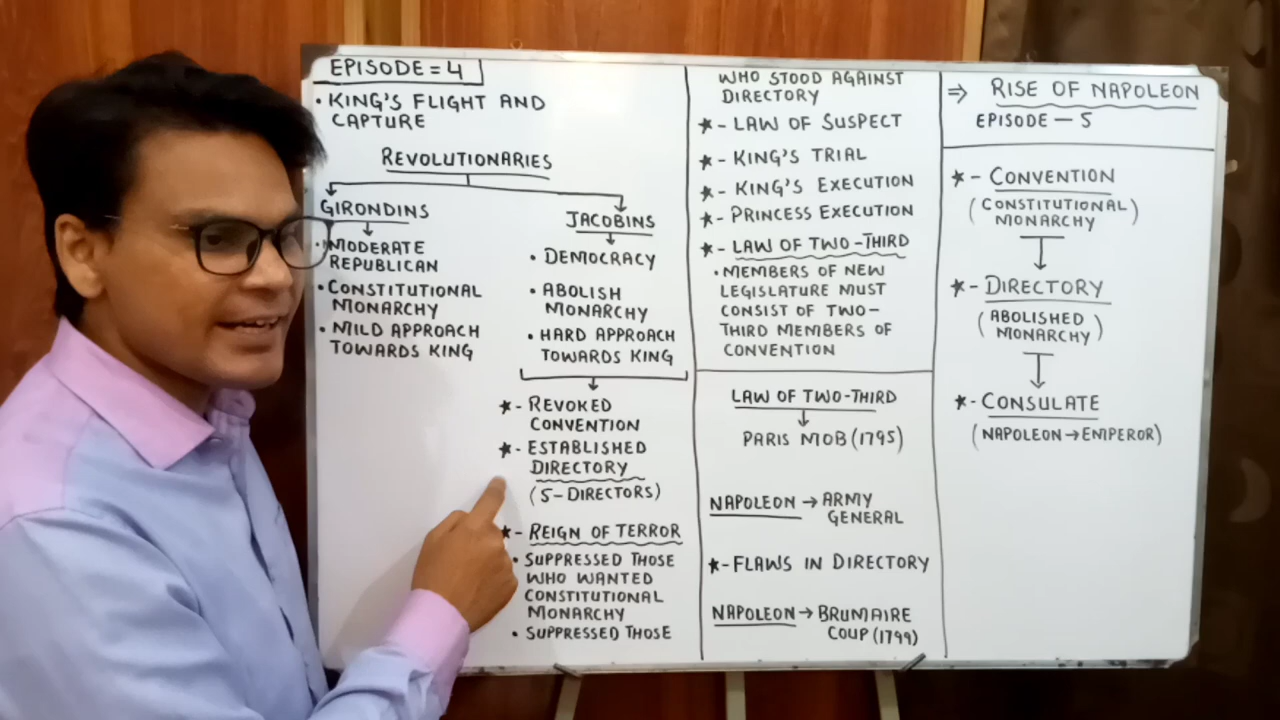 EPISODE = 4
• KING'S FLIGHT AND
CAPTURE
REVOLUTIONARIES
GIRONDINS
• MODERATE
REPUBLICAN
• CONSTITUTIONAL
MONARCHY
• MILD APPROACH
TOWARDS KING
JACOBINS
• DEMOCRACY
• ABOLISH
MONARCHY
• HARD APPROACH
TOWARDS KING
★- REVOKED
CONVENTION
★- ESTABLISHED
DIRECTORY
(5-DIRECTORS)
★- REIGN OF TERROR
• SUPPRESSED THOSE
WHO WANTED
CONSTITUTIONAL
MONARCHY
• SUPPRESSED THOSE
WHO STOOD AGAINST
DIRECTORY
★- LAW OF SUSPECT
★- KING'S TRIAL
★- KING'S EXECUTION
★- PRINCESS EXECUTION
★- LAW OF TWO-THIRD
• MEMBERS OF NEW
LEGISLATURE MUST
CONSIST OF TWO-
THIRD MEMBERS OF
CONVENTION
LAW OF TWO-THIRD
PARIS MOB (1795)
NAPOLEON → ARMY
GENERAL
★- FLAWS IN DIRECTORY
NAPOLEON → BRUMAIRE
COUP (1799)
⇒ RISE OF NAPOLEON
EPISODE - 5
★- CONVENTION
(CONSTITUTIONAL
MONARCHY)
★- DIRECTORY
(ABOLISHED
MONARCHY)
★- CONSULATE
(NAPOLEON → EMPEROR)